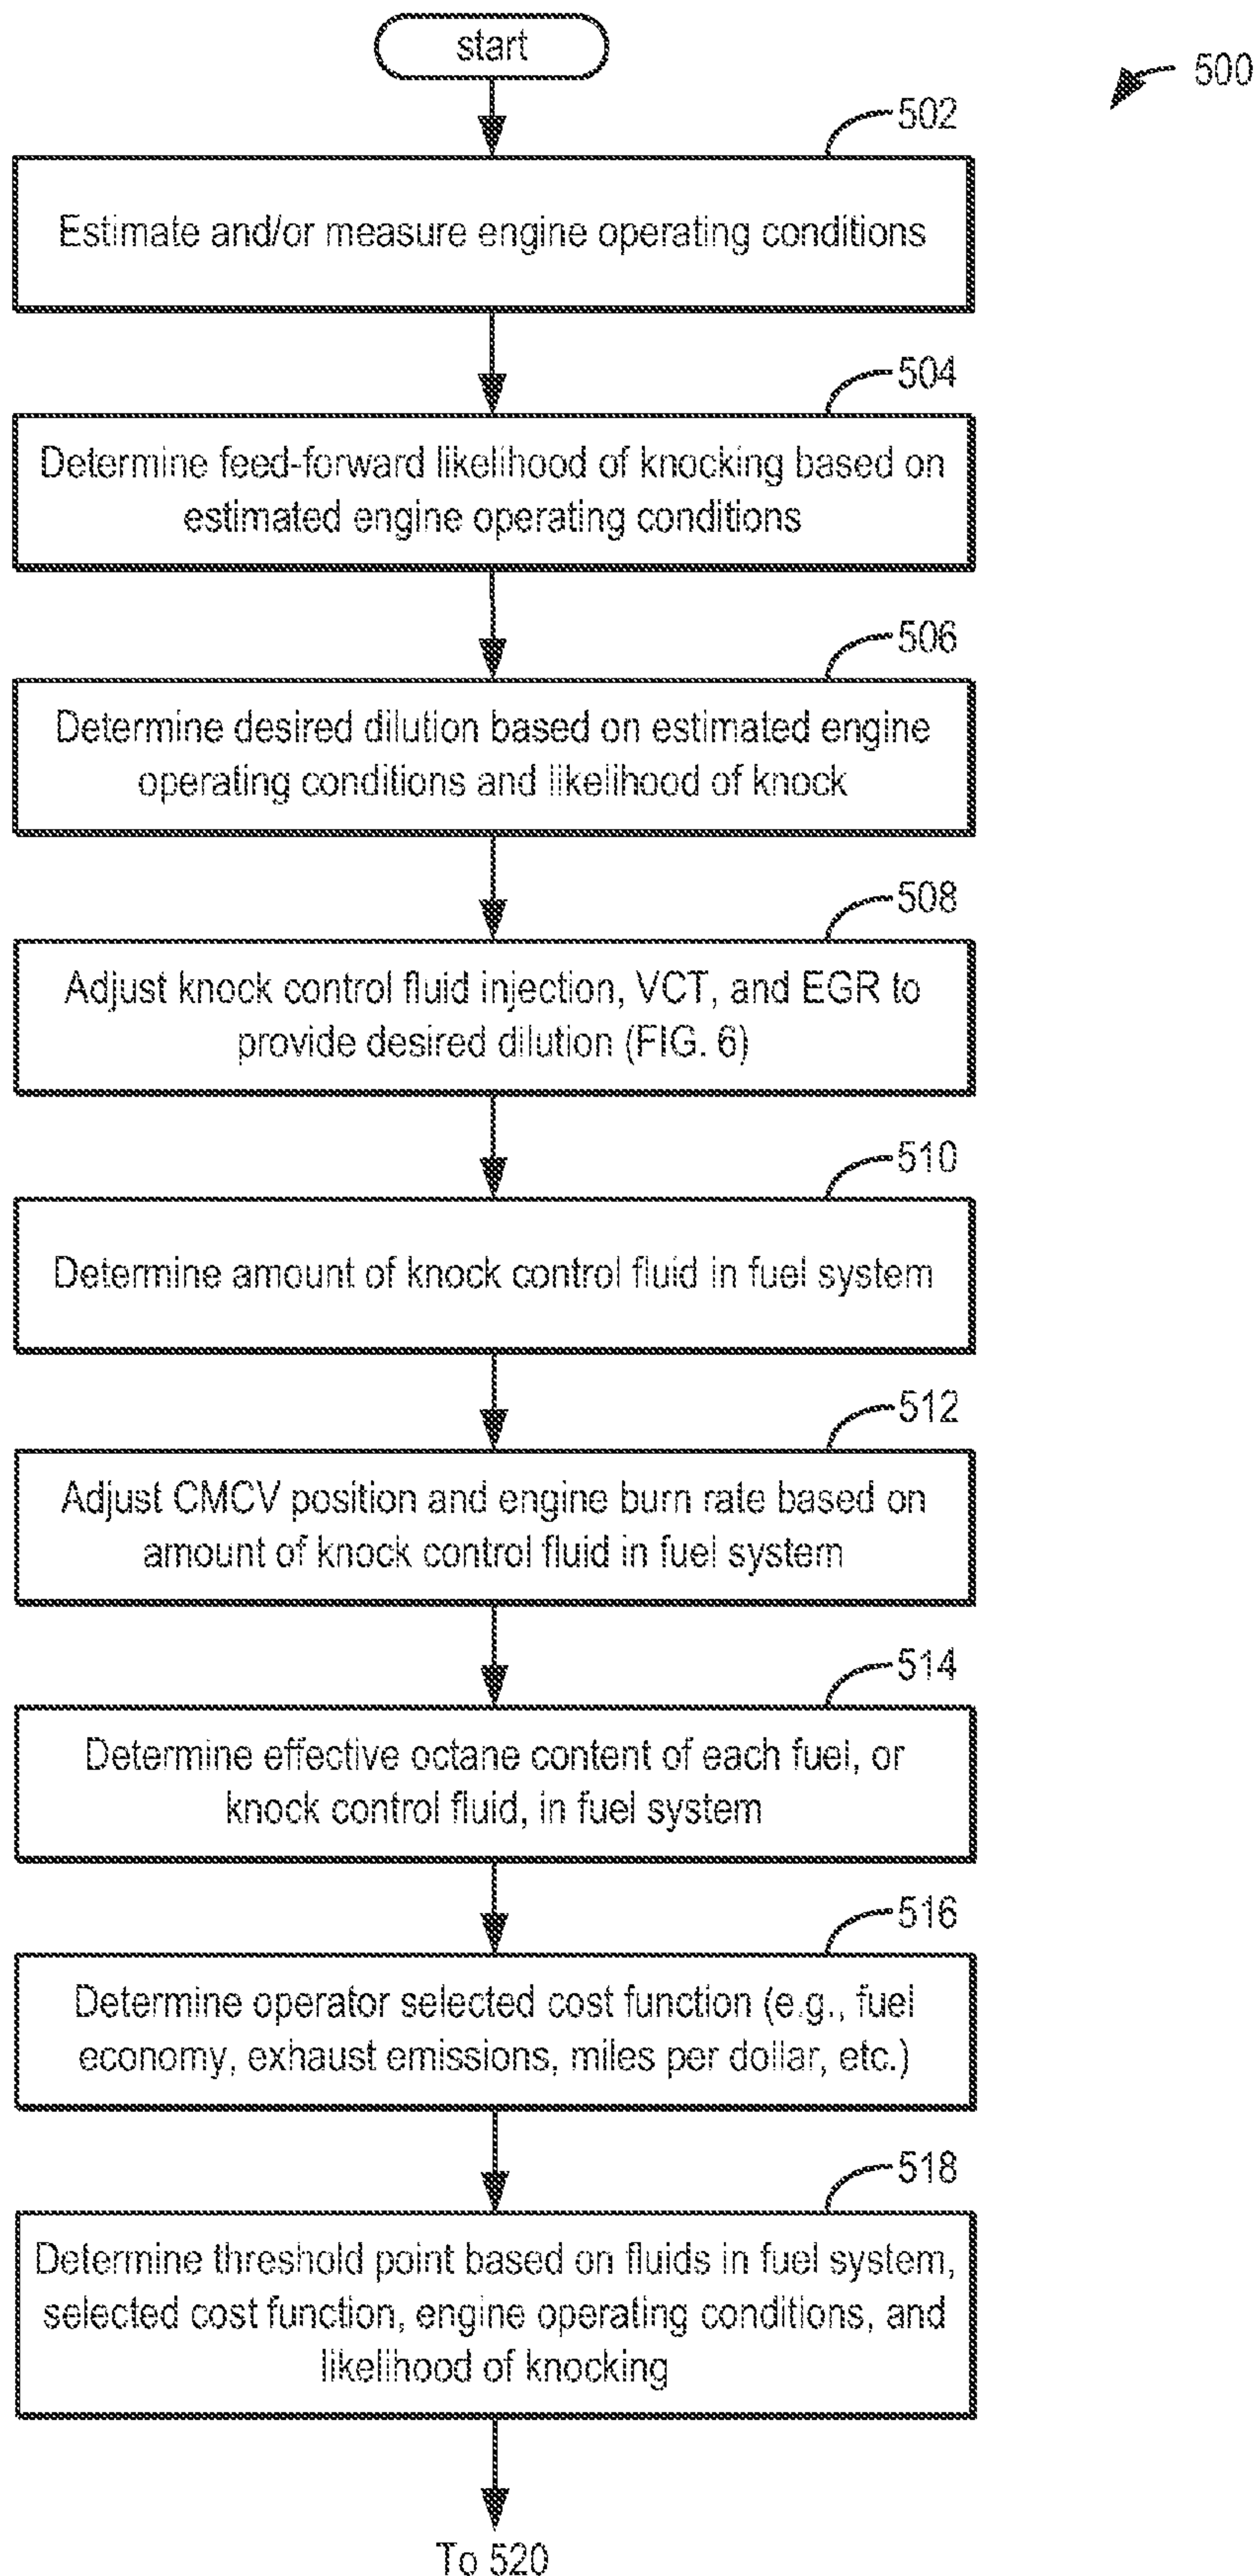 start
500
502
Estimate and/or measure engine operating conditions
504
Determine feed-forward likelihood of knocking based on
estimated engine operating conditions
506
Determine desired dilution based on estimated engine
operating conditions and likelihood of knock
508
Adjust knock control fluid injection, VCT, and EGR to
provide desired dilution (FIG. 6)
510
Determine amount of knock control fluid in fuel system
512
Adjust CMCV position and engine burn rate based on
amount of knock control fluid in fuel system
514
Determine effective octane content of each fuel, or
knock control fluid, in fuel system
516
Determine operator selected cost function (e.g., fuel
economy, exhaust emissions, miles per dollar, etc.)
518
Determine threshold point based on fluids in fuel system,
selected cost function, engine operating conditions, and
likelihood of knocking
To 520